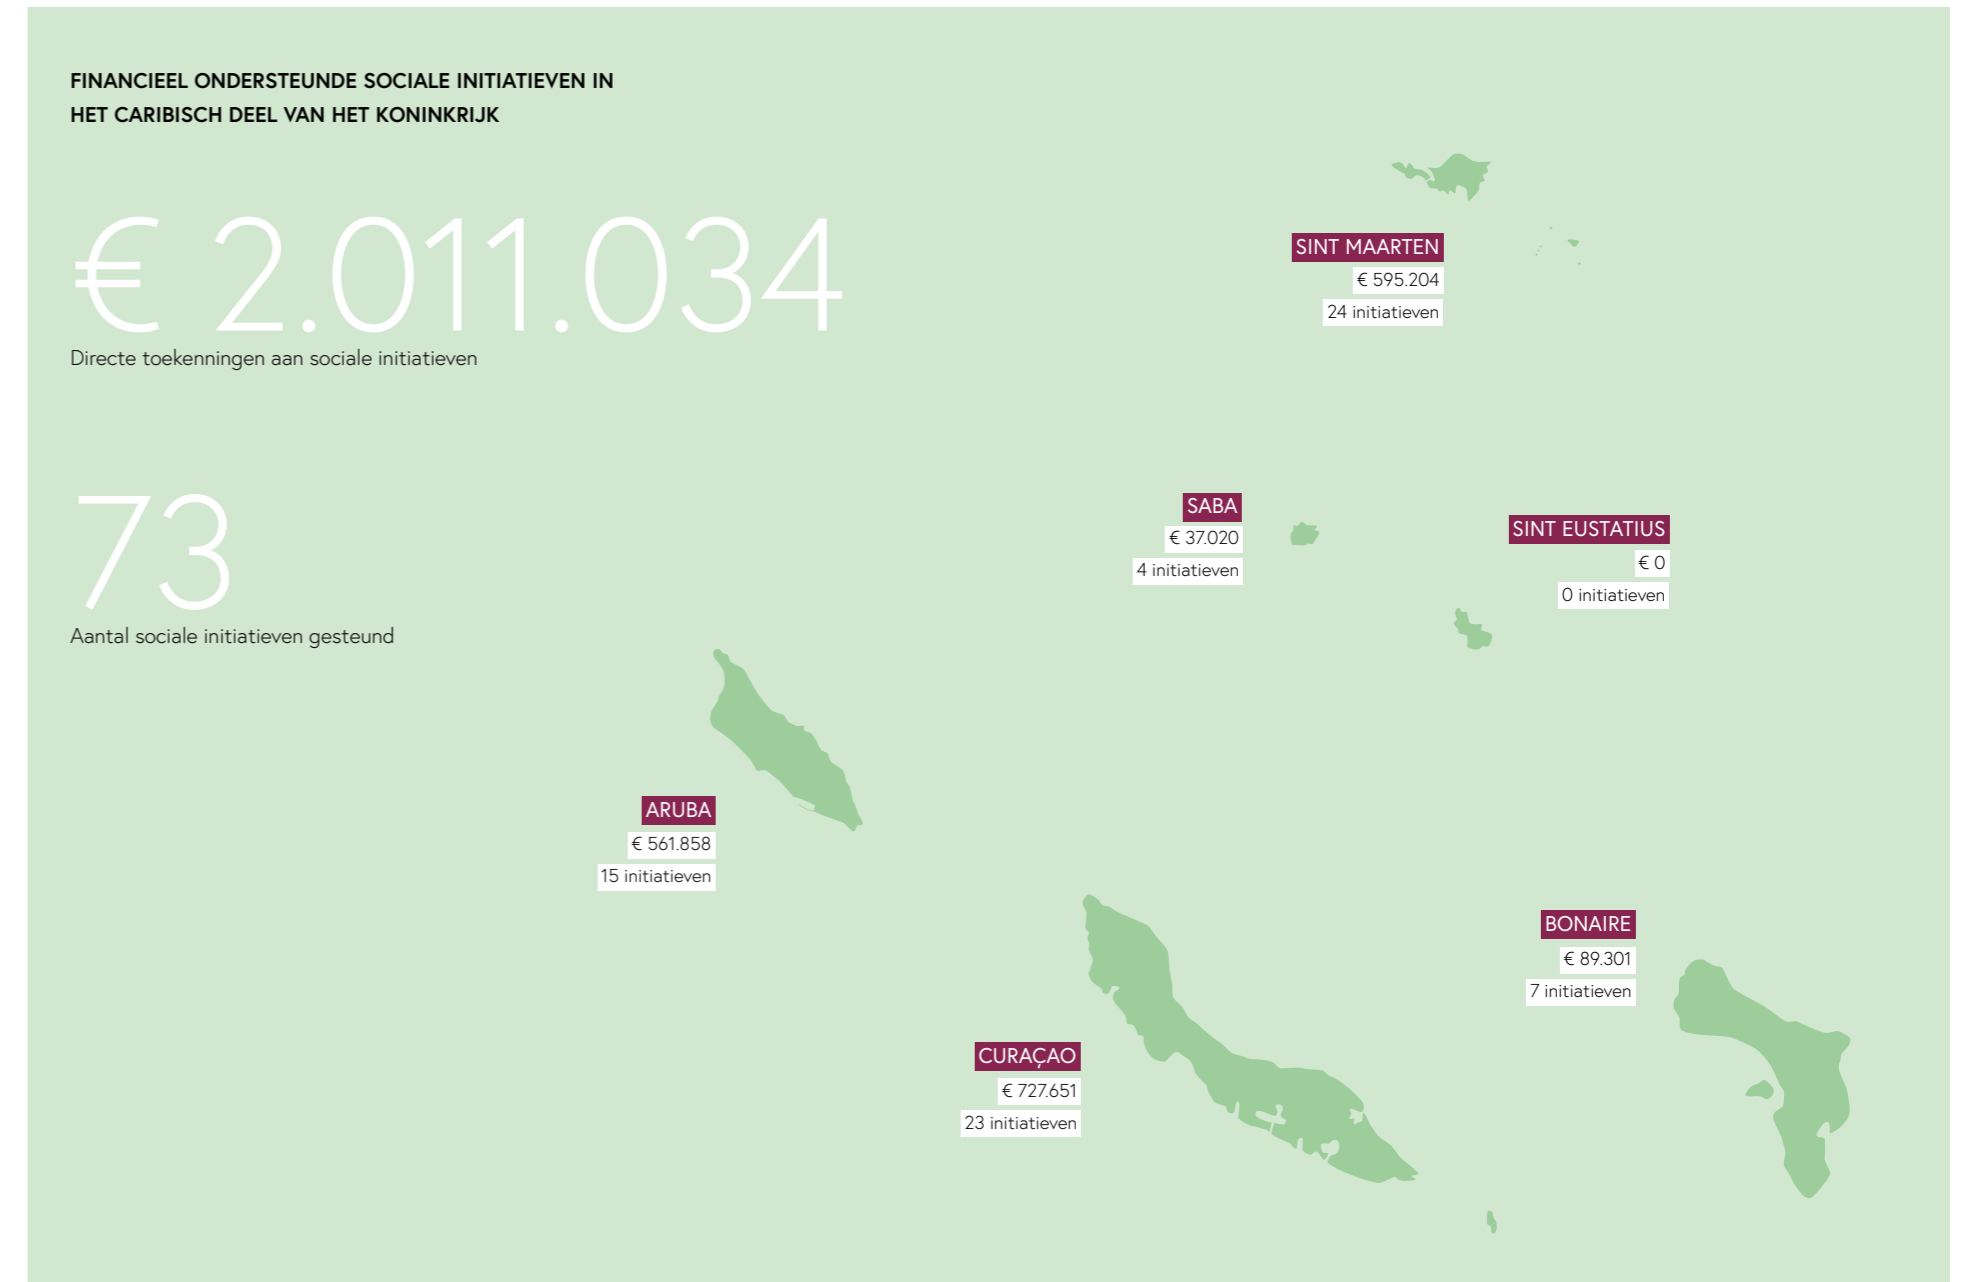 FINANCIEEL ONDERSTEUNDE SOCIALE INITIATIEVEN IN
HET CARIBISCH DEEL VAN HET KONINKRIJK
€ 2.011.034
Directe toekenningen aan sociale initiatieven
73
Aantal sociale initiatieven gesteund
SINT MAARTEN
€ 595.204
24 initiatieven
SABA
€ 37.020
4 initiatieven
SINT EUSTATIUS
€ 0
0 initiatieven
ARUBA
€ 561.858
15 initiatieven
BONAIRE
€ 89.301
7 initiatieven
CURAÇAO
€ 727.651
23 initiatieven